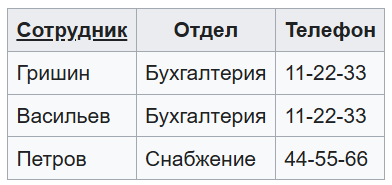 Сотрудник Отдел Телефон
Гришин Бухгалтерия 11-22-33
Васильев Бухгалтерия 11-22-33
Петров Снабжение 44-55-66